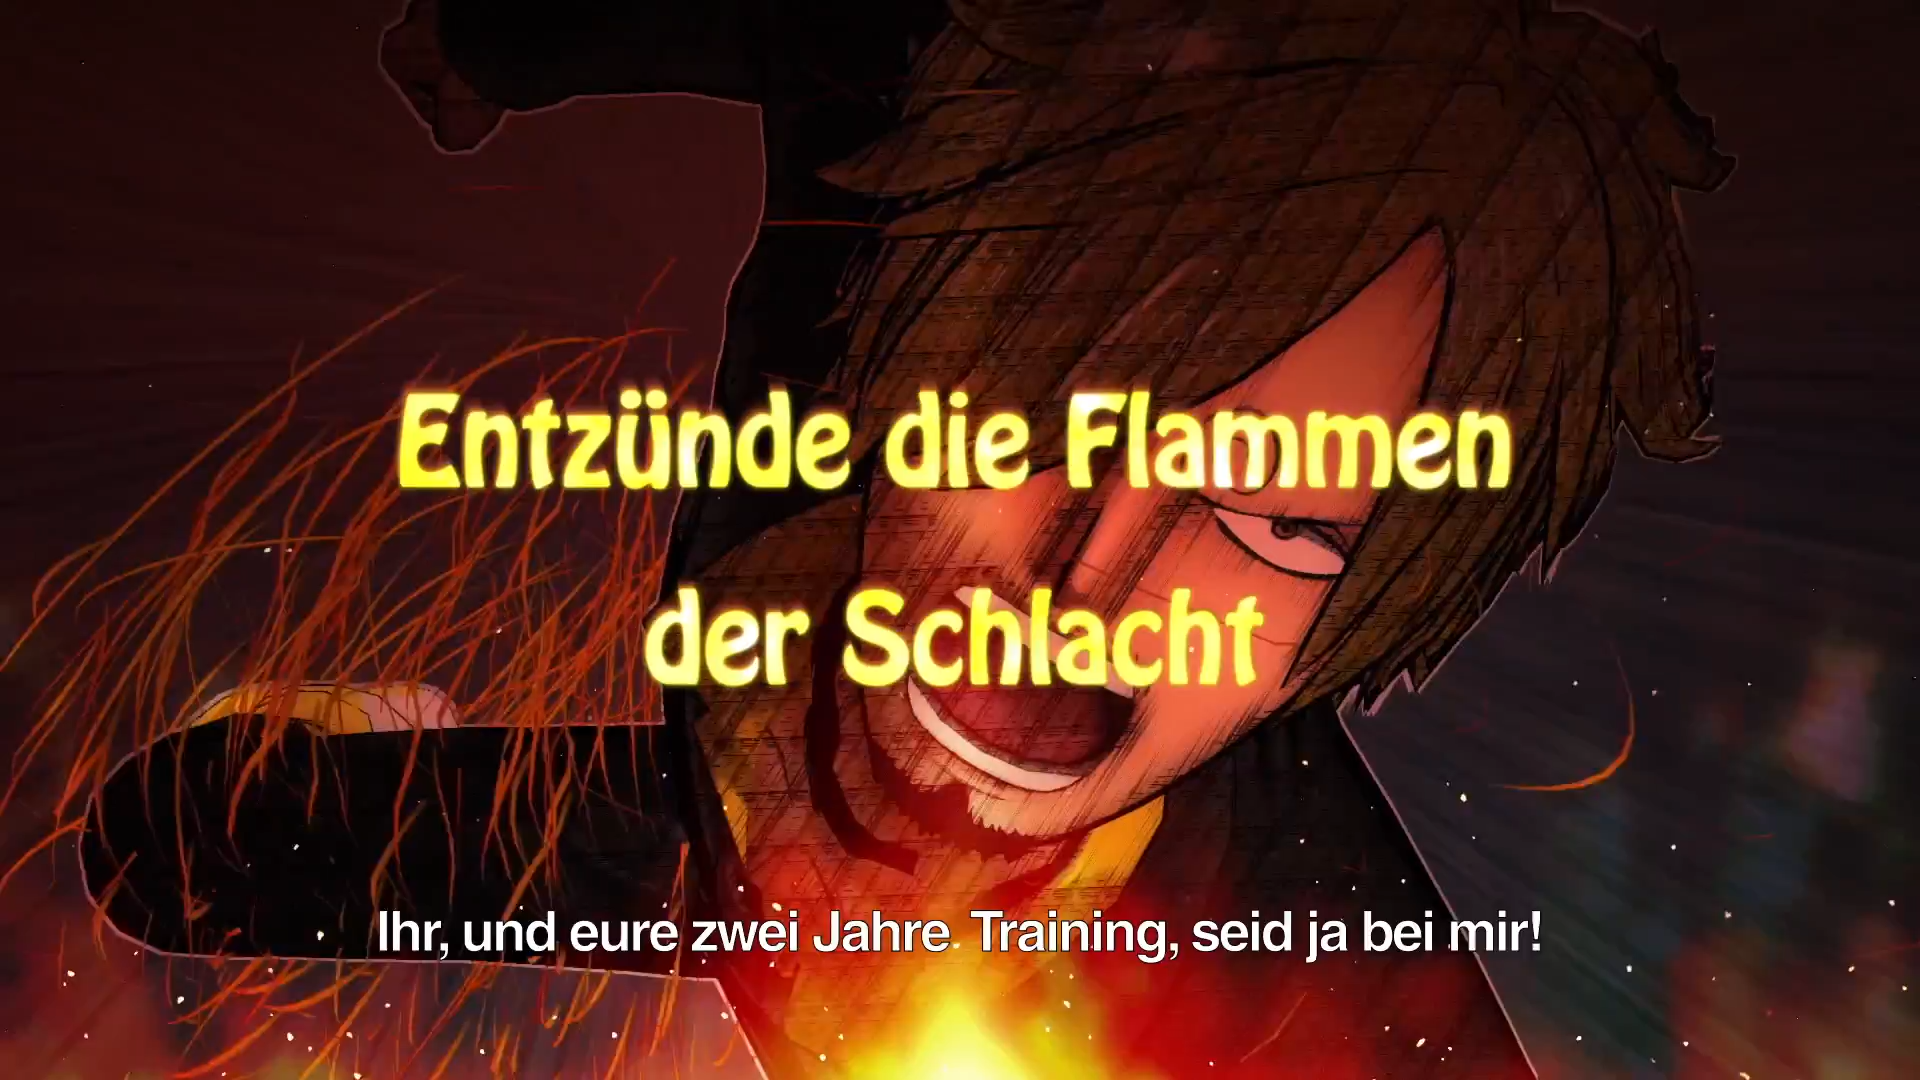 Entzünde die Flammen
der Schlacht
Ihr, und eure zwei Jahre Training, seid ja bei mir!